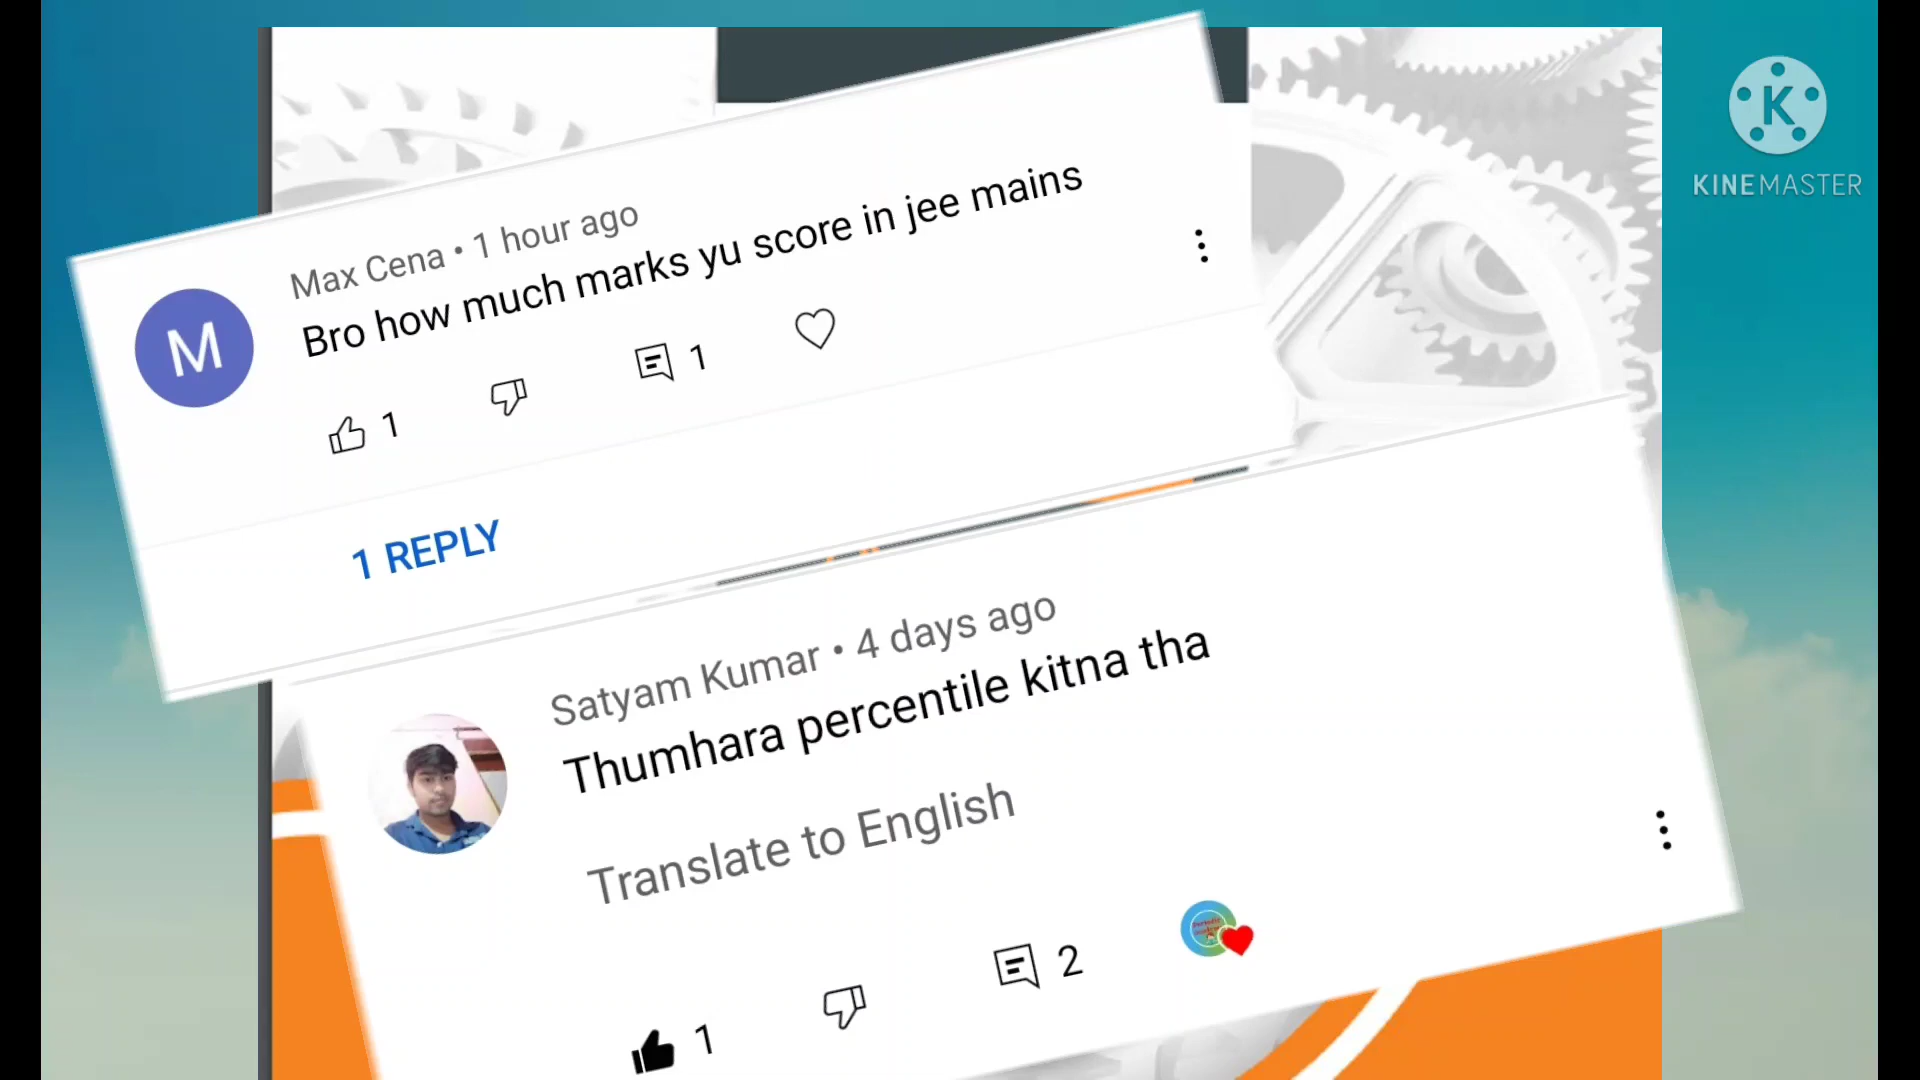 K
KINEMASTER
Max Cena • 1 hour ago
Bro how much marks yu score in jee mains
M
1
1
1 REPLY
Satyam Kumar • 4 days ago
Thumhara percentile kitna tha
Translate to English
1
2